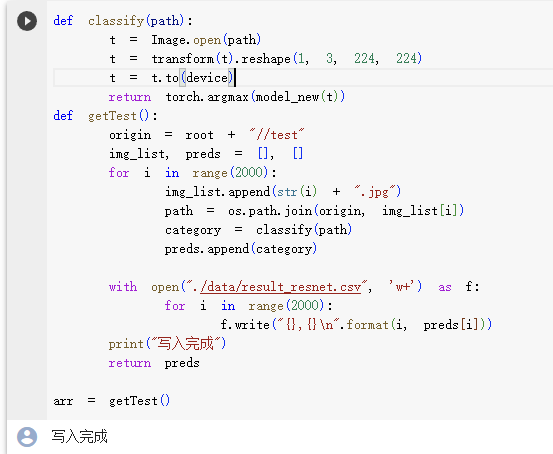 def classify(path):
t = Image.open(path)
t = transform(t).reshape(1, 3, 224, 224)
t = t.to(device)
return torch.argmax(model_new(t))
def getTest():
origin = root + "//test"
img_list, preds = [], []
for i in range(2000):
img_list.append(str(i) + ".jpg")
path = os.path.join(origin, img_list[i])
category = classify(path)
preds.append(category)
with open("./data/result_resnet.csv", 'w+') as f:
for i in range(2000):
f.write("{},{}\n".format(i, preds[i]))
print("写入完成")
return preds
arr = getTest()
写入完成